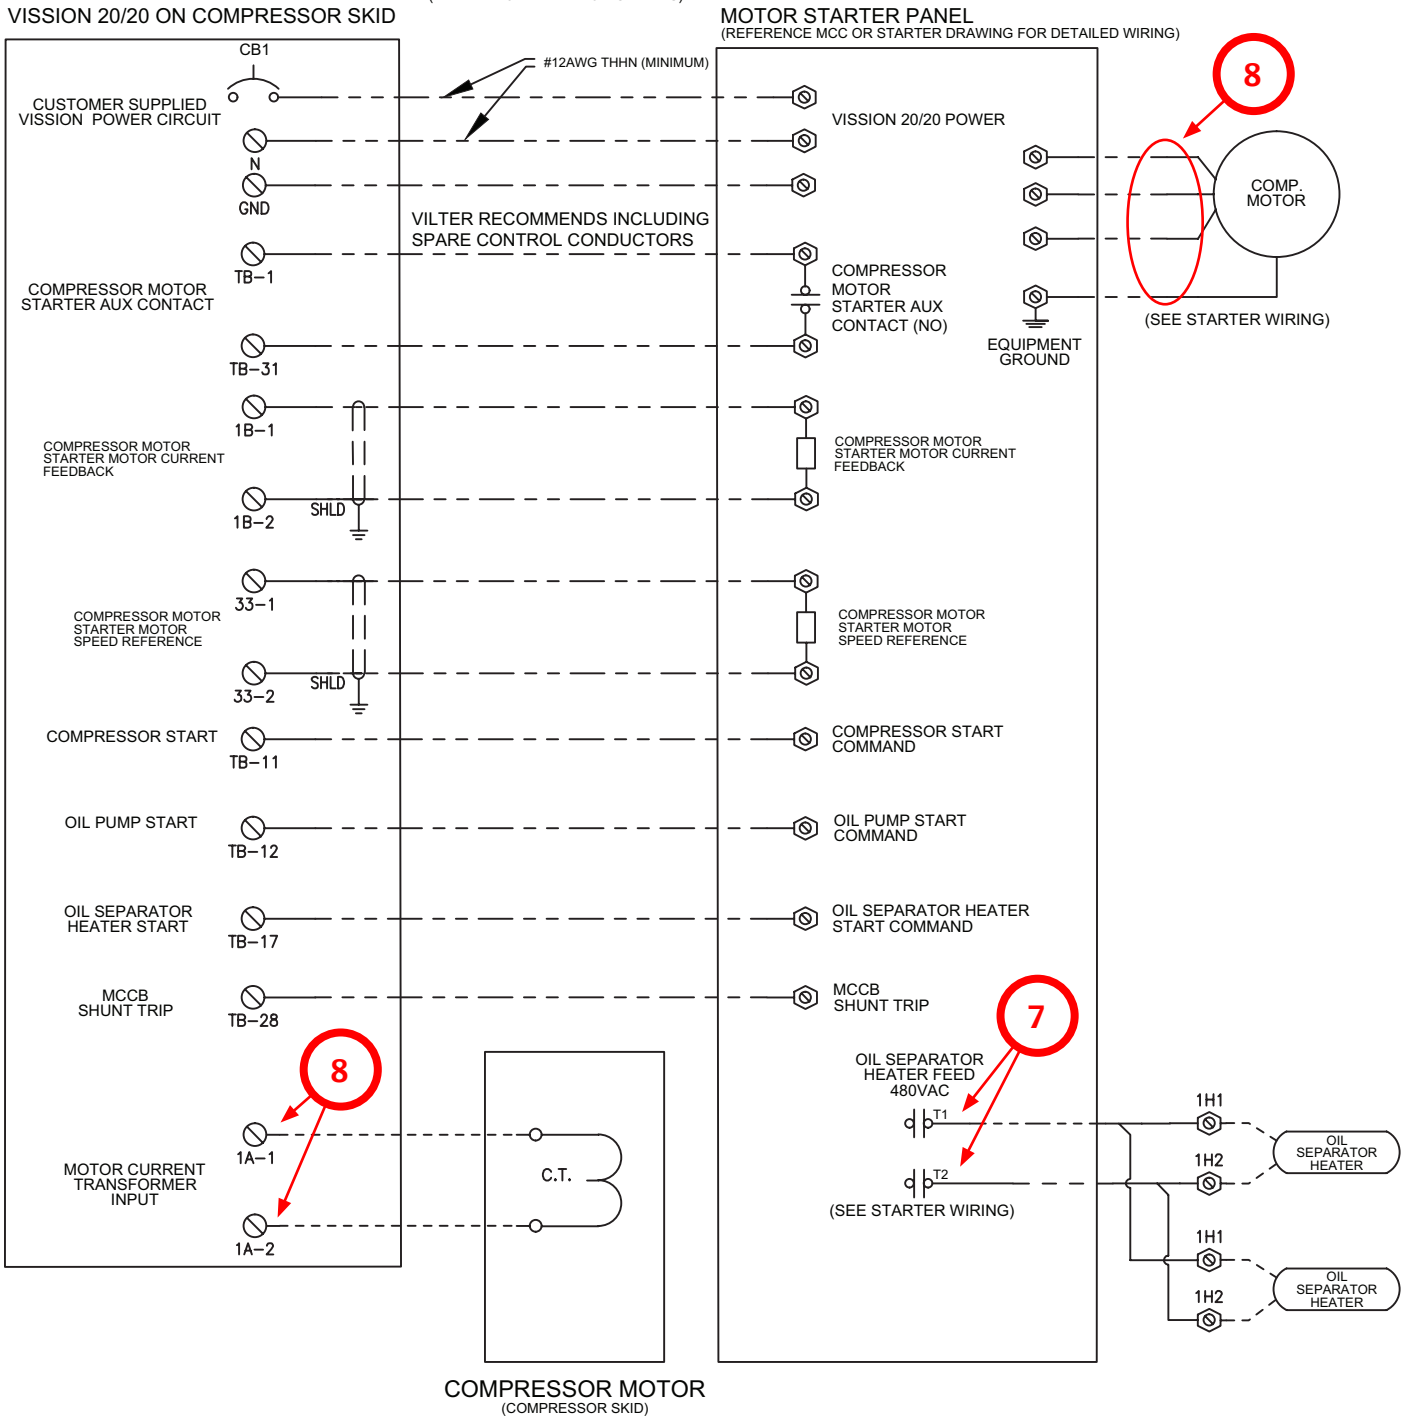 VISSION 20/20 ON COMPRESSOR SKID
MOTOR STARTER PANEL
(REFERENCE MCC OR STARTER DRAWING FOR DETAILED WIRING)
CB1
#12AWG THHN (MINIMUM)
8
CUSTOMER SUPPLIED
VISSION POWER CIRCUIT
VISSION 20/20 POWER
N
GND
COMP.
MOTOR
VILTER RECOMMENDS INCLUDING
SPARE CONTROL CONDUCTORS
TB-1
COMPRESSOR MOTOR
STARTER AUX CONTACT
COMPRESSOR
MOTOR
STARTER AUX
CONTACT (NO)
(SEE STARTER WIRING)
EQUIPMENT
GROUND
TB-31
1B-1
COMPRESSOR MOTOR
STARTER MOTOR CURRENT
FEEDBACK
COMPRESSOR MOTOR
STARTER MOTOR CURRENT
FEEDBACK
SHLD
1B-2
33-1
COMPRESSOR MOTOR
STARTER MOTOR
SPEED REFERENCE
COMPRESSOR MOTOR
STARTER MOTOR
SPEED REFERENCE
SHLD
33-2
COMPRESSOR START
TB-11
COMPRESSOR START
COMMAND
OIL PUMP START
TB-12
OIL PUMP START
COMMAND
OIL SEPARATOR
HEATER START
TB-17
OIL SEPARATOR HEATER
START COMMAND
MCCB
SHUNT TRIP
TB-28
MCCB
SHUNT TRIP
7
8
OIL SEPARATOR
HEATER FEED
480VAC
T1
1H1
OIL
SEPARATOR
HEATER
1A-1
MOTOR CURRENT
TRANSFORMER
INPUT
C.T.
T2
1H2
(SEE STARTER WIRING)
1A-2
1H1
OIL
SEPARATOR
HEATER
1H2
COMPRESSOR MOTOR
(COMPRESSOR SKID)